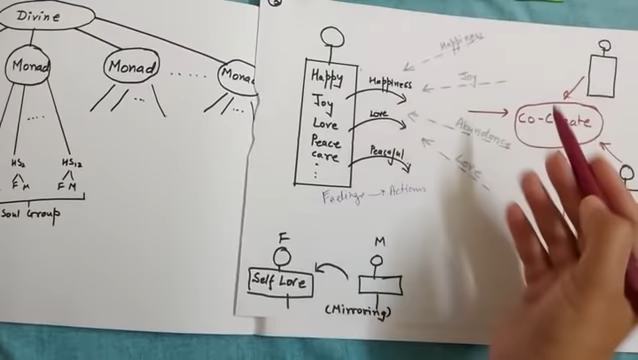 Divine
Monad
Monad
......
Mona
...
HS2
HS12
F M
F M
Soul Group
Happy
Joy
Love
Peace
care
:
Happiness
Love
Peaceful
Feelings → Actions
Happiness
Joy
Abundance
Love
Co-Create
F
M
Self Love
(Mirroring)